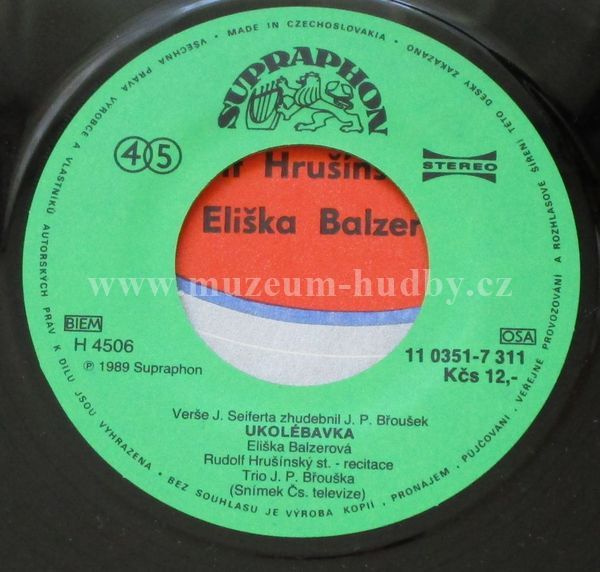 • MADE IN CZECHOSLOVAKIA •
VŠECHNA PRÁVA VÝROBCE A VLASTNÍKŮ AUTORSKÝCH PRÁV K DÍLU JSOU VYHRAZENA • BEZ SOUHLASU JE VÝROBA KOPIÍ, PRONÁJEM, PŮJČOVÁNÍ, VEŘEJNÉ PROVOZOVÁNÍ A ROZHLASOVÉ ŠÍŘENÍ TÉTO DESKY ZAKÁZÁNO
SUPRAPHON
45
STEREO
lf Hrušíns
Eliška Balzer
www.muzeum-hudby.cz
BIEM
OSA
H 4506
11 0351-7 311
℗ 1989 Supraphon
Kčs 12,-
Verše J. Seiferta zhudebnil J. P. Břoušek
UKOLÉBAVKA
Eliška Balzerová
Rudolf Hrušínský st. - recitace
Trio J. P. Břouška
(Snímek Čs. televize)